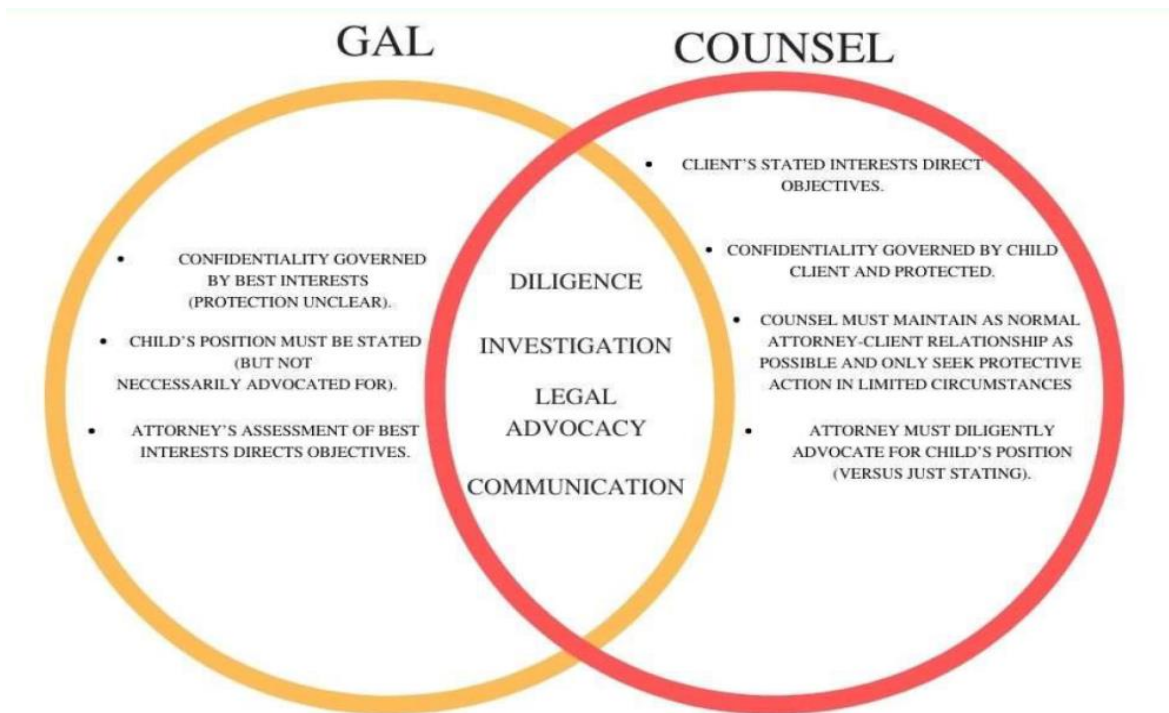 GAL
COUNSEL
• CONFIDENTIALITY GOVERNED
BY BEST INTERESTS
(PROTECTION UNCLEAR).
• CHILD'S POSITION MUST BE STATED
(BUT NOT
NECCESSARILY ADVOCATED FOR).
• ATTORNEY'S ASSESSMENT OF BEST
INTERESTS DIRECTS OBJECTIVES.
DILIGENCE
INVESTIGATION
LEGAL
ADVOCACY
COMMUNICATION
• CLIENT'S STATED INTERESTS DIRECT
OBJECTIVES.
• CONFIDENTIALITY GOVERNED BY CHILD
CLIENT AND PROTECTED.
• COUNSEL MUST MAINTAIN AS NORMAL
ATTORNEY-CLIENT RELATIONSHIP AS
POSSIBLE AND ONLY SEEK PROTECTIVE
ACTION IN LIMITED CIRCUMSTANCES
• ATTORNEY MUST DILIGENTLY
ADVOCATE FOR CHILD'S POSITION
(VERSUS JUST STATING).